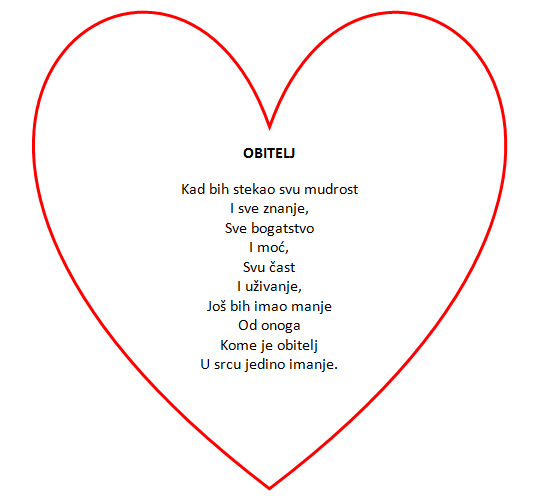 OBITELJ
Kad bih stekao svu mudrost
I sve znanje,
Sve bogatstvo
I moć,
Svu čast
I uživanje,
Još bih imao manje
Od onoga
Kome je obitelj
U srcu jedino imanje.